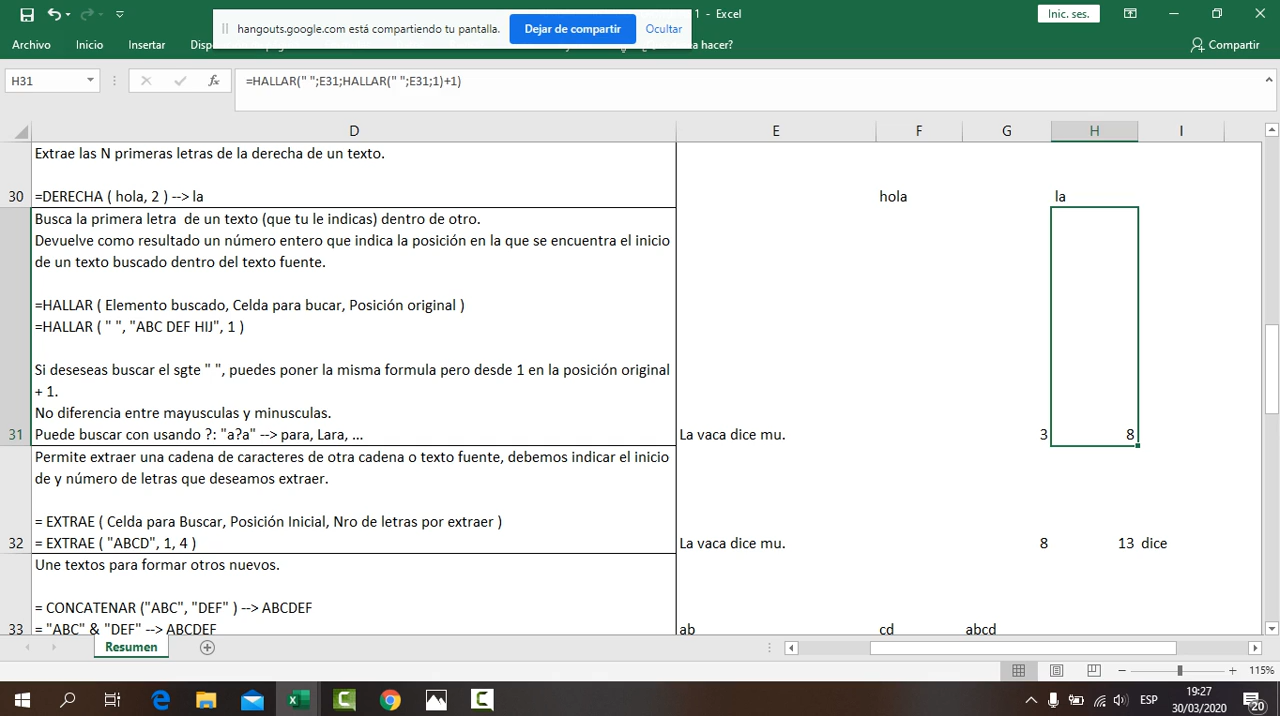 1 - Excel
Inic. ses.
hangouts.google.com está compartiendo tu pantalla.
Dejar de compartir
Ocultar
Archivo
Inicio
Insertar
Disp
a hacer?
Compartir
H31
fx
=HALLAR(" ";E31;HALLAR(" ";E31;1)+1)
D E F G H I
Extrae las N primeras letras de la derecha de un texto.
30 =DERECHA ( hola, 2 ) --> la hola la
Busca la primera letra de un texto (que tu le indicas) dentro de otro.
Devuelve como resultado un número entero que indica la posición en la que se encuentra el inicio
de un texto buscado dentro del texto fuente.
=HALLAR ( Elemento buscado, Celda para bucar, Posición original )
=HALLAR ( " ", "ABC DEF HIJ", 1 )
Si deseseas buscar el sgte " ", puedes poner la misma formula pero desde 1 en la posición original
+ 1.
No diferencia entre mayusculas y minusculas.
31 Puede buscar con usando ?: "a?a" --> para, Lara, ... La vaca dice mu. 3 8
Permite extraer una cadena de caracteres de otra cadena o texto fuente, debemos indicar el inicio
de y número de letras que deseamos extraer.
= EXTRAE ( Celda para Buscar, Posición Inicial, Nro de letras por extraer )
32 = EXTRAE ( "ABCD", 1, 4 ) La vaca dice mu. 8 13 dice
Une textos para formar otros nuevos.
= CONCATENAR ("ABC", "DEF" ) --> ABCDEF
33 = "ABC" & "DEF" --> ABCDEF ab cd abcd
Resumen
115%
ESP
19:27
30/03/2020
20